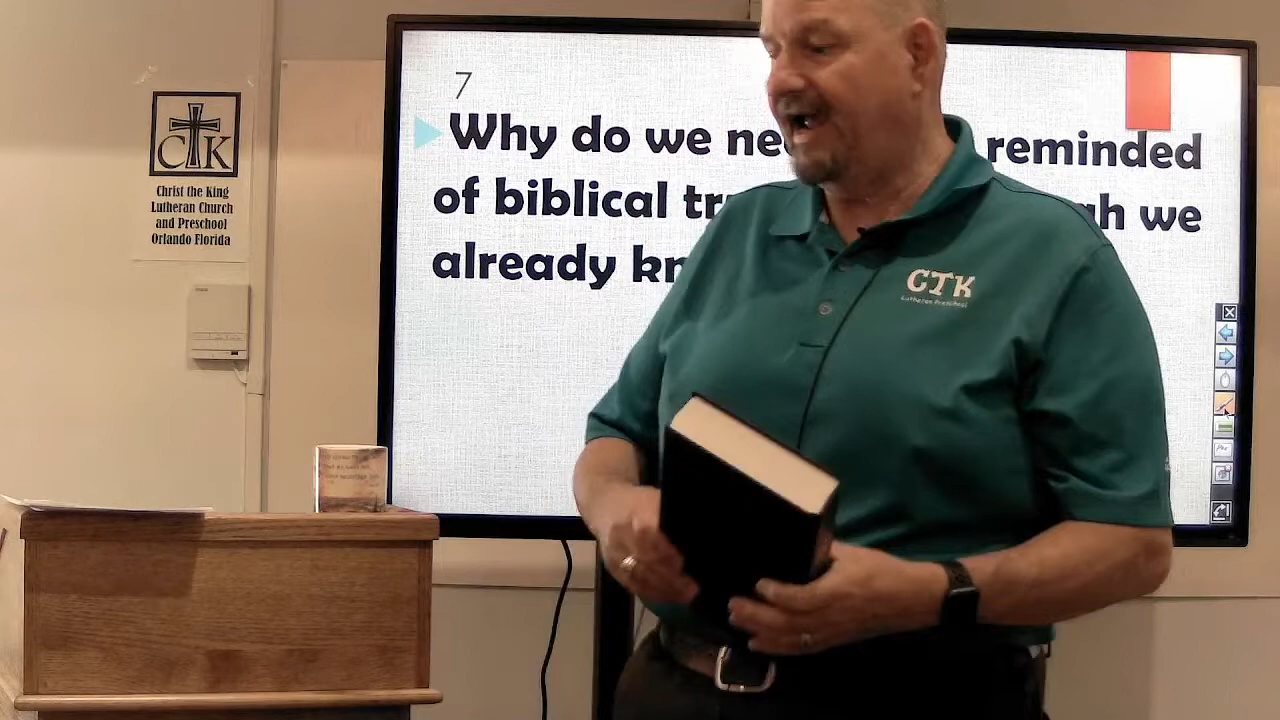 7
Why do we ne reminded
of biblical tr gh we
already kn
CTK
Christ the King
Lutheran Church
and Preschool
Orlando Florida
CTK
Lutheran Preschool